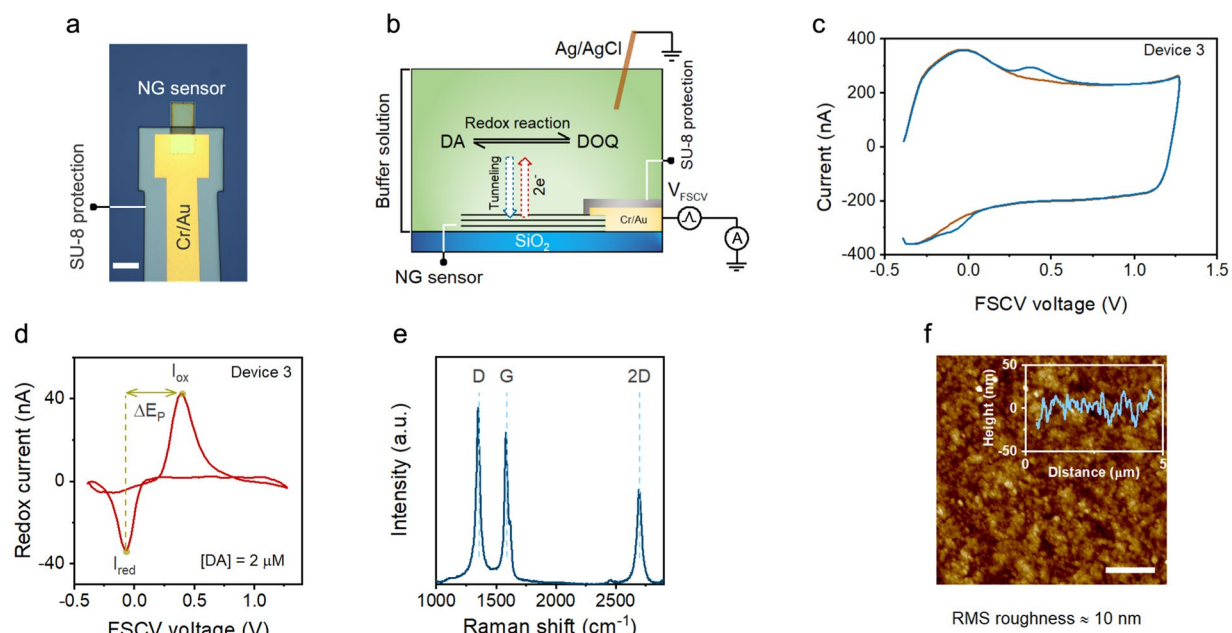 a
NG sensor
SU-8 protection
Cr/Au
b
Ag/AgCl
Buffer solution
Redox reaction
DA
DOQ
SU-8 protection
Tunneling
2e⁻
V_FSCV
Cr/Au
A
SiO₂
NG sensor
c
Device 3
Current (nA)
400
200
0
-200
-400
-0.5 0.0 0.5 1.0 1.5
FSCV voltage (V)
d
Device 3
I_ox
ΔE_P
I_red
[DA] = 2 μM
Redox current (nA)
40
0
-40
-0.5 0.0 0.5 1.0
FSCV voltage (V)
e
D G 2D
Intensity (a.u.)
1000 1500 2000 2500
Raman shift (cm⁻¹)
f
Height (nm)
50
0
-50
0 5
Distance (μm)
RMS roughness ≈ 10 nm